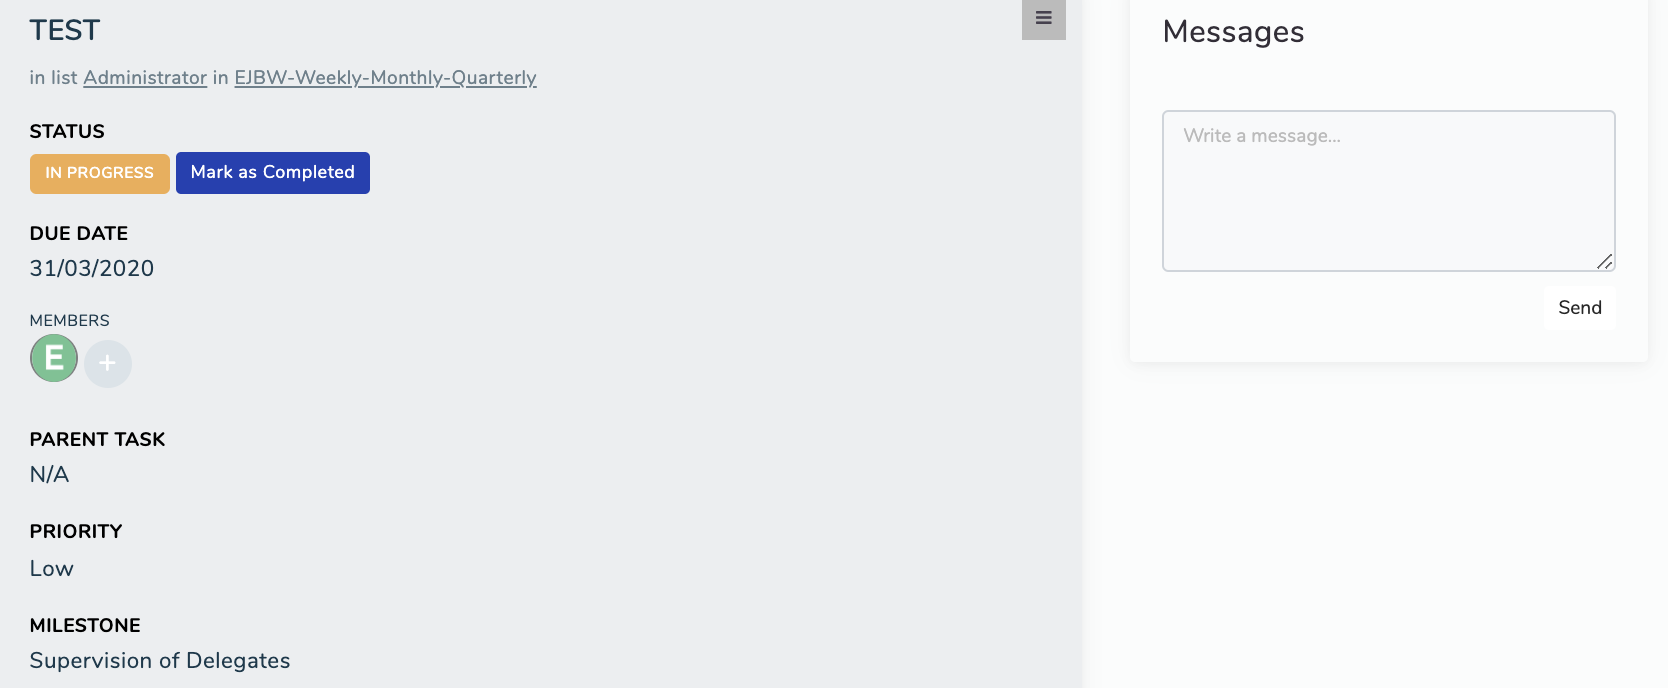 TEST
in list Administrator in EJBW-Weekly-Monthly-Quarterly
STATUS
IN PROGRESS Mark as Completed
DUE DATE
31/03/2020
MEMBERS
E +
PARENT TASK
N/A
PRIORITY
Low
MILESTONE
Supervision of Delegates
Messages
Write a message...
Send